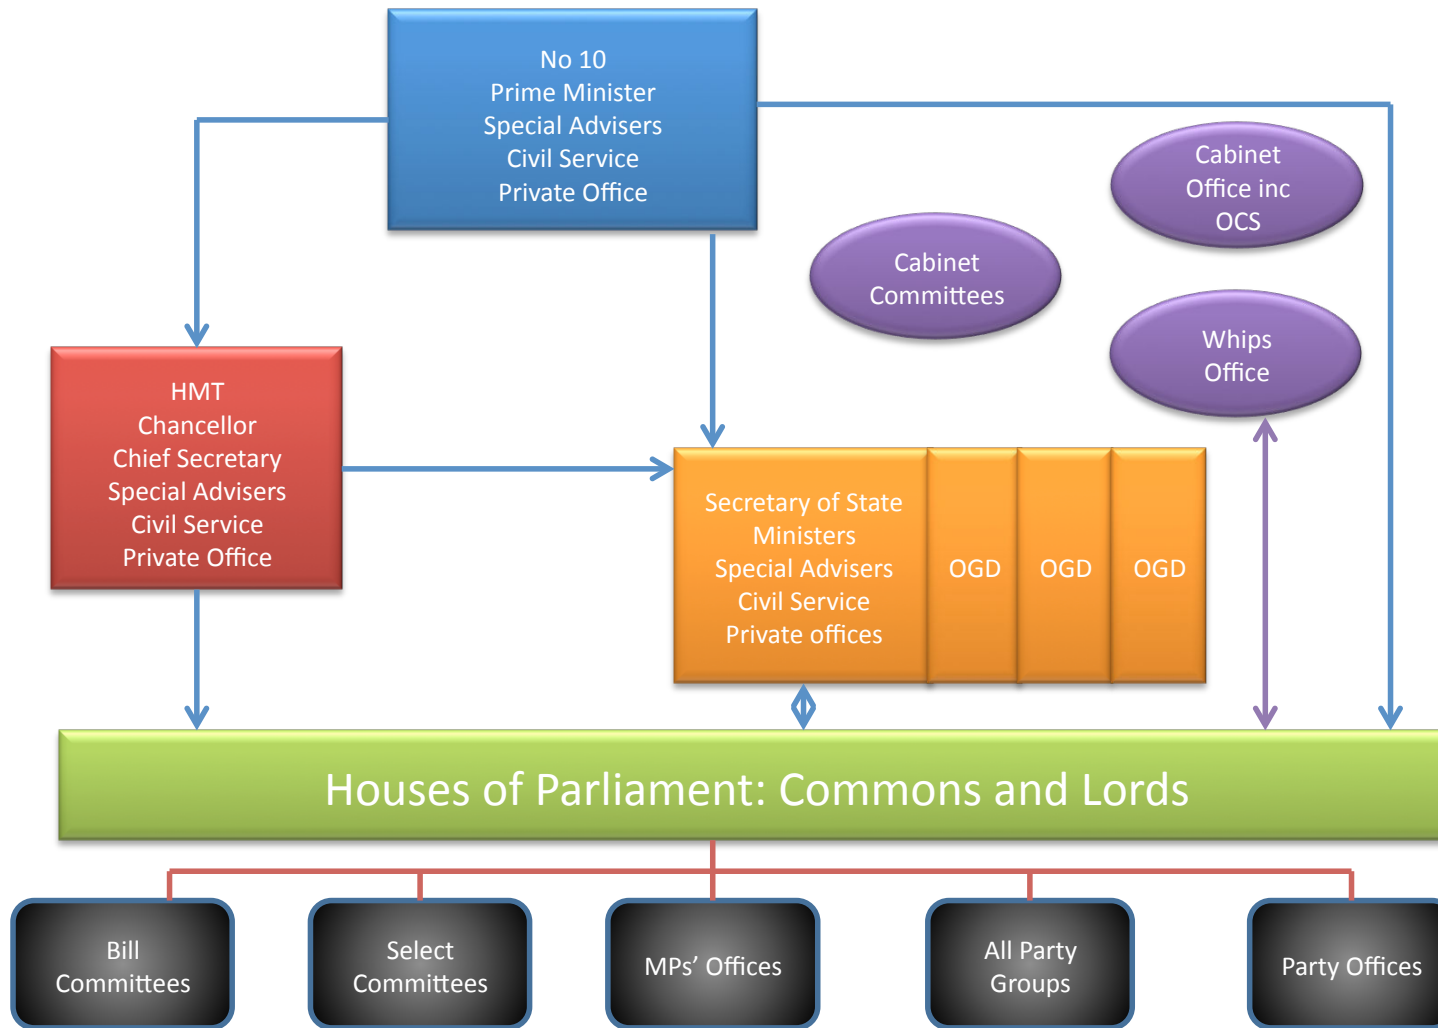 No 10
Prime Minister
Special Advisers
Civil Service
Private Office
Cabinet
Office inc
OCS
Cabinet
Committees
Whips
Office
HMT
Chancellor
Chief Secretary
Special Advisers
Civil Service
Private Office
Secretary of State
Ministers
Special Advisers
Civil Service
Private offices
OGD
OGD
OGD
Houses of Parliament: Commons and Lords
Bill
Committees
Select
Committees
MPs’ Offices
All Party
Groups
Party Offices